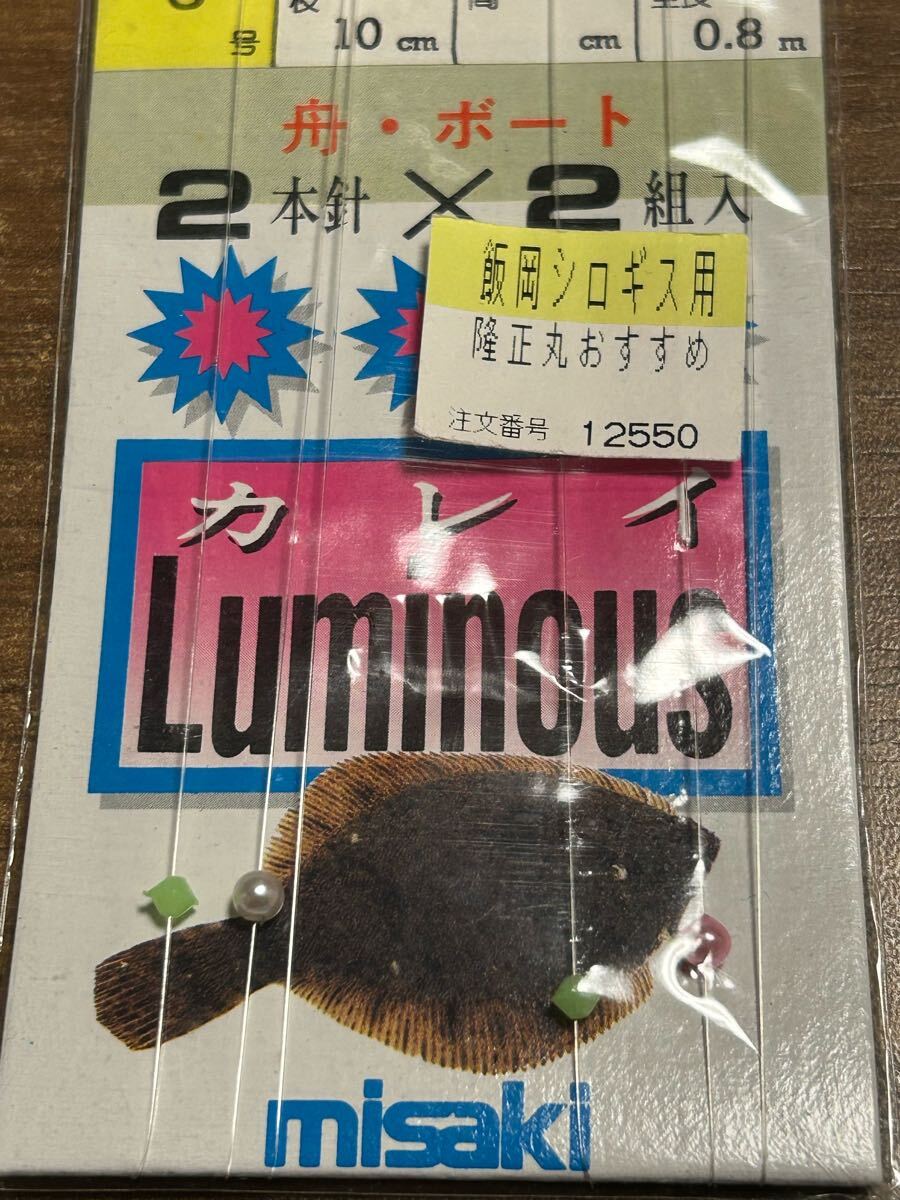 号 10 cm cm 0.8 m
舟・ボート
2本針×2組入
飯岡シロギス用
隆正丸おすすめ
注文番号 12550
カレイ
Luminous
misaki